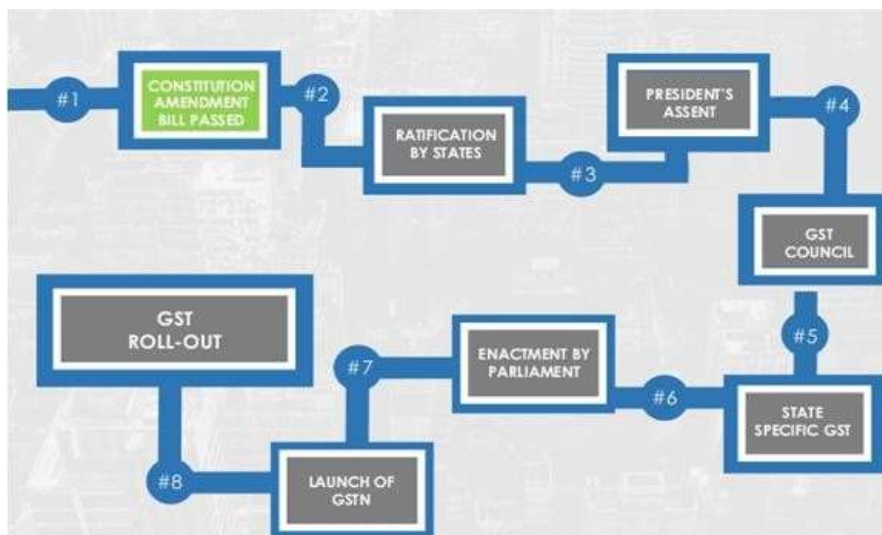 #1
CONSTITUTION
AMENDMENT
BILL PASSED
#2
RATIFICATION
BY STATES
#3
PRESIDENT'S
ASSENT
#4
GST
COUNCIL
#5
STATE
SPECIFIC GST
#6
ENACTMENT BY
PARLIAMENT
#7
LAUNCH OF
GSTN
#8
GST
ROLL-OUT